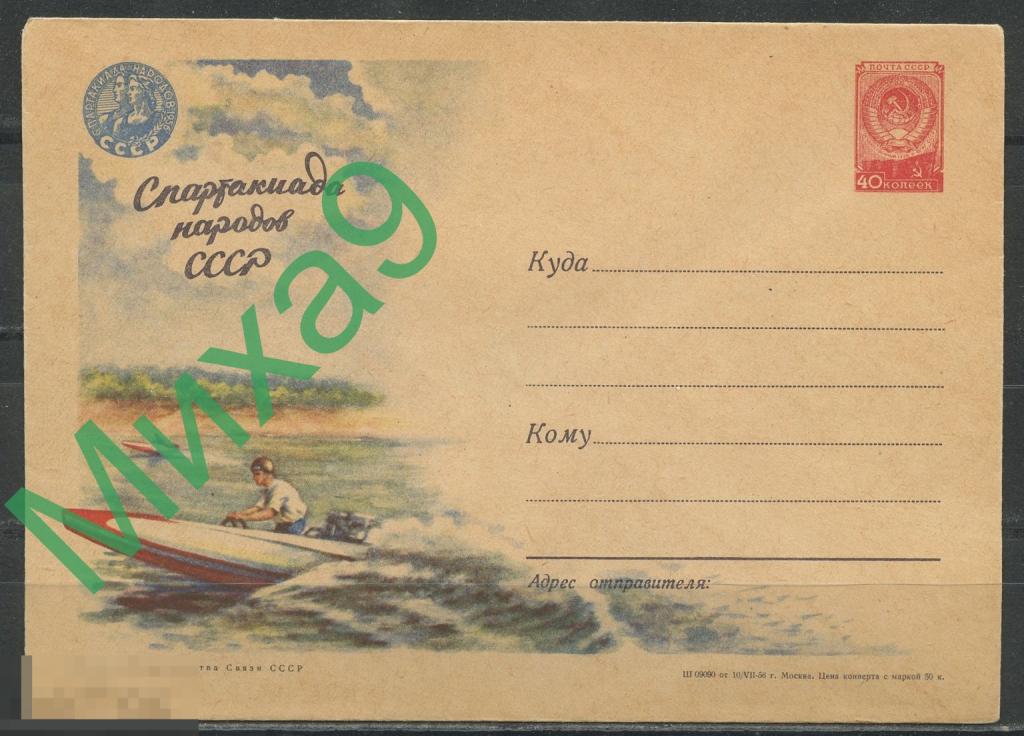 СПАРТАКИАДА НАРОДОВ 1956
СССР
Спартакиада
народов
СССР
ПОЧТА СССР
40 КОПЕЕК
Миха9
Куда
Кому
Адрес отправителя:
тва Связи СССР
Ш 09090 от 10/VII-56 г. Москва. Цена конверта с маркой 50 к.